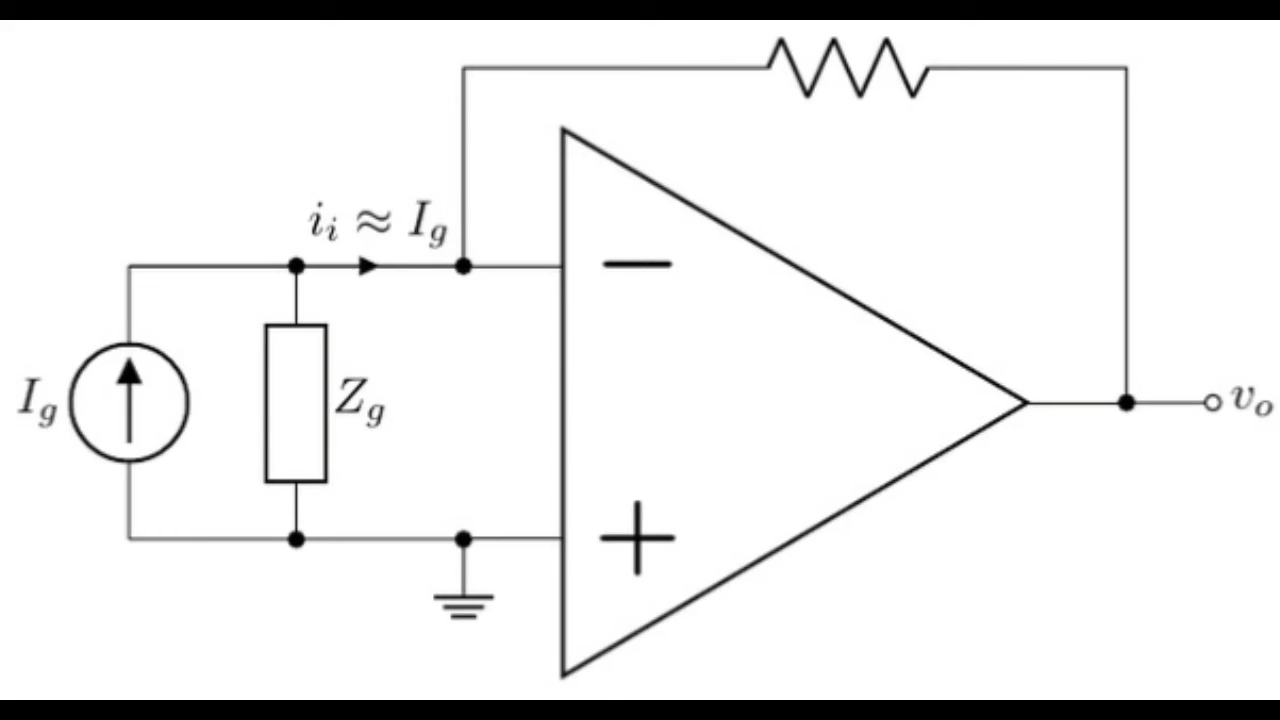 i_i ≈ I_g
I_g
Z_g
v_o
−
+